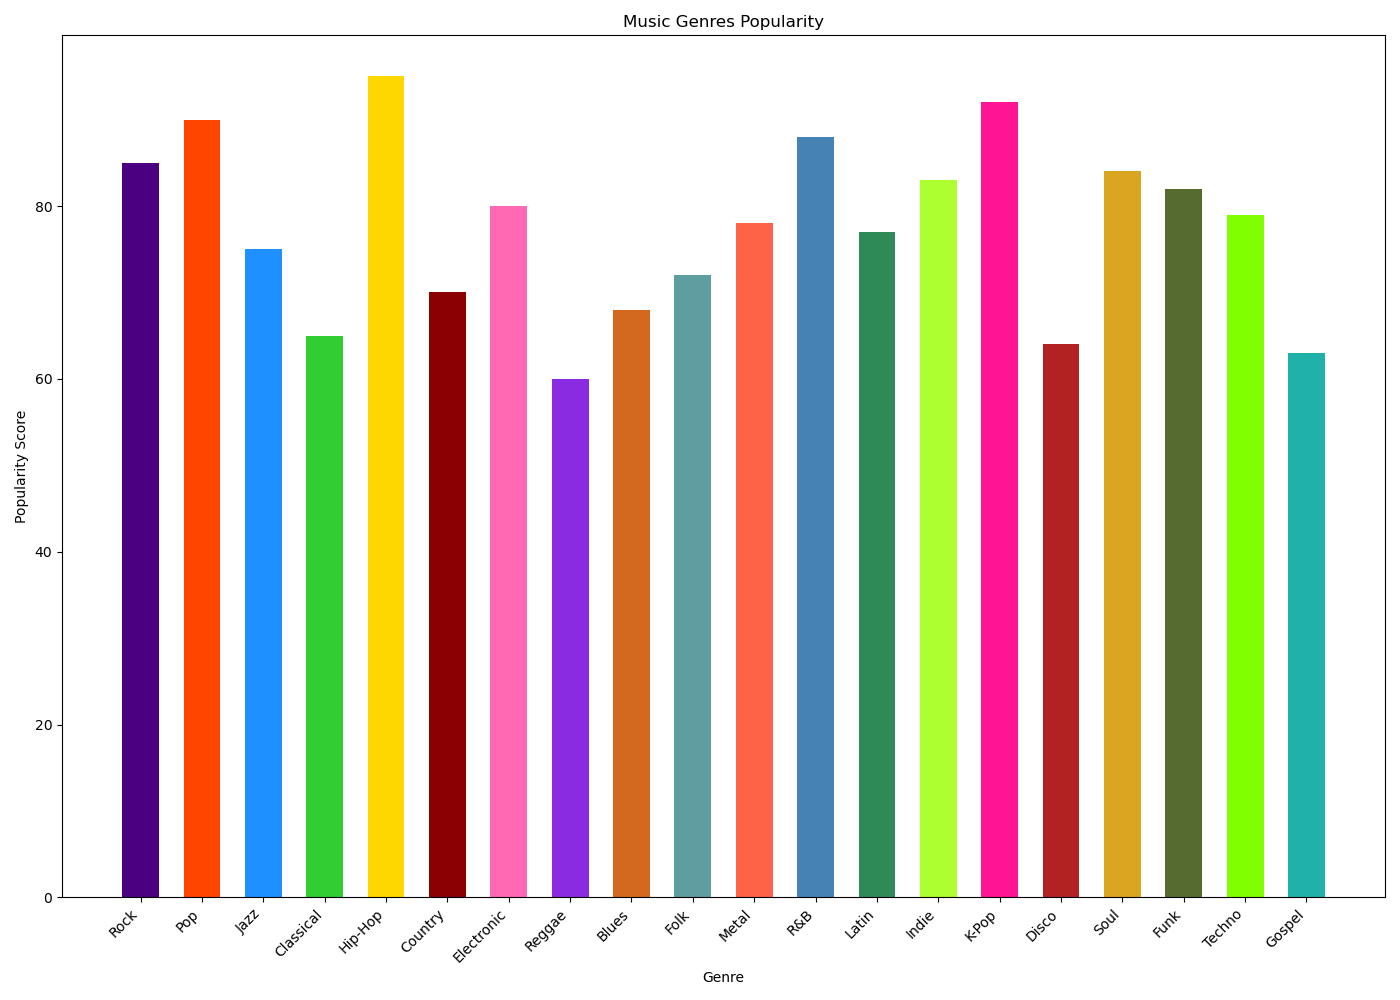 Music Genres Popularity
Popularity Score
80
60
40
20
0
Rock
Pop
Jazz
Classical
Hip-Hop
Country
Electronic
Reggae
Blues
Folk
Metal
R&B
Latin
Indie
K-Pop
Disco
Soul
Funk
Techno
Gospel
Genre